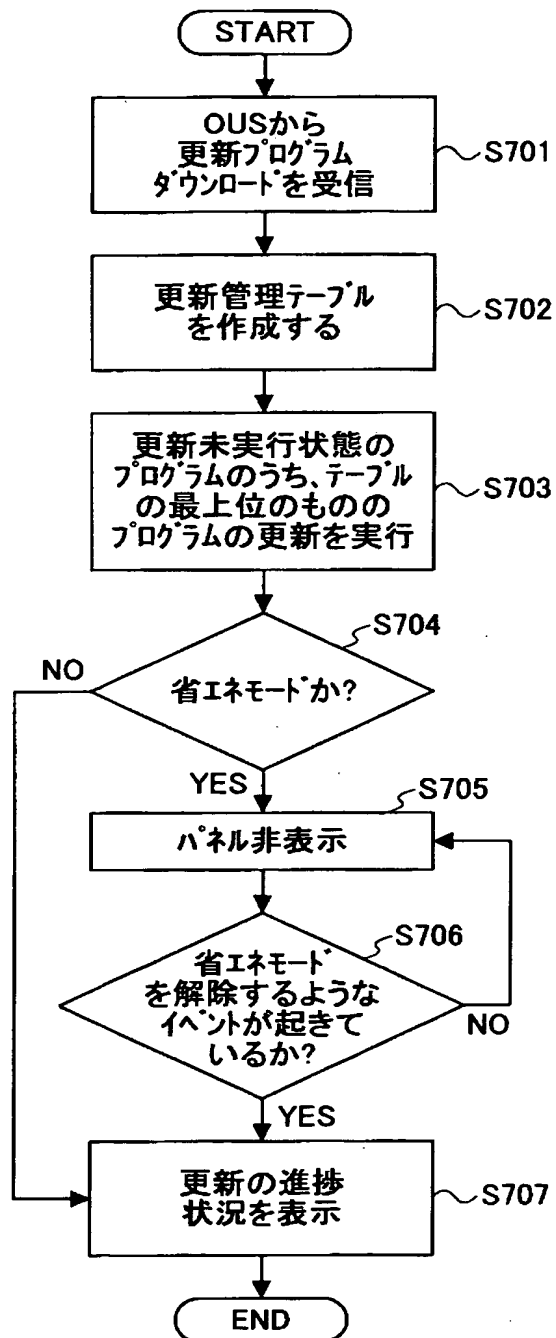 START
OUSから
更新プログラム
ダウンロードを受信
S701
更新管理テーブル
を作成する
S702
更新未実行状態の
プログラムのうち、テーブル
の最上位のものの
プログラムの更新を実行
S703
S704
NO
省エネモードか?
YES
S705
パネル非表示
S706
省エネモード
を解除するような
イベントが起きて
いるか?
NO
YES
更新の進捗
状況を表示
S707
END